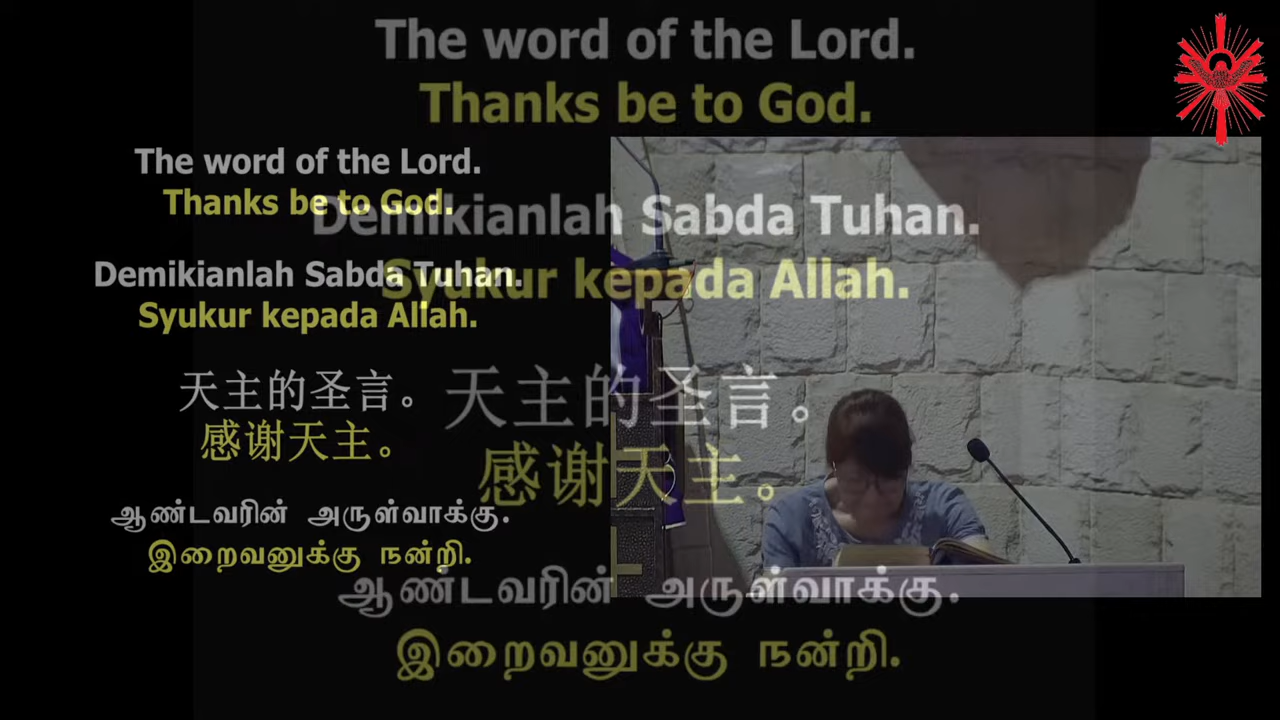 The word of the Lord.
Thanks be to God.
Demikianlah Sabda Tuhan.
Syukur kepada Allah.
天主的圣言。
感谢天主。
ஆண்டவரின் அருள்வாக்கு.
இறைவனுக்கு நன்றி.
The word of the Lord.
Thanks be to God.
Demikianlah Sabda Tuhan.
Syukur kepada Allah.
天主的圣言。
感谢天主。
ஆண்டவரின் அருள்வாக்கு.
இறைவனுக்கு நன்றி.